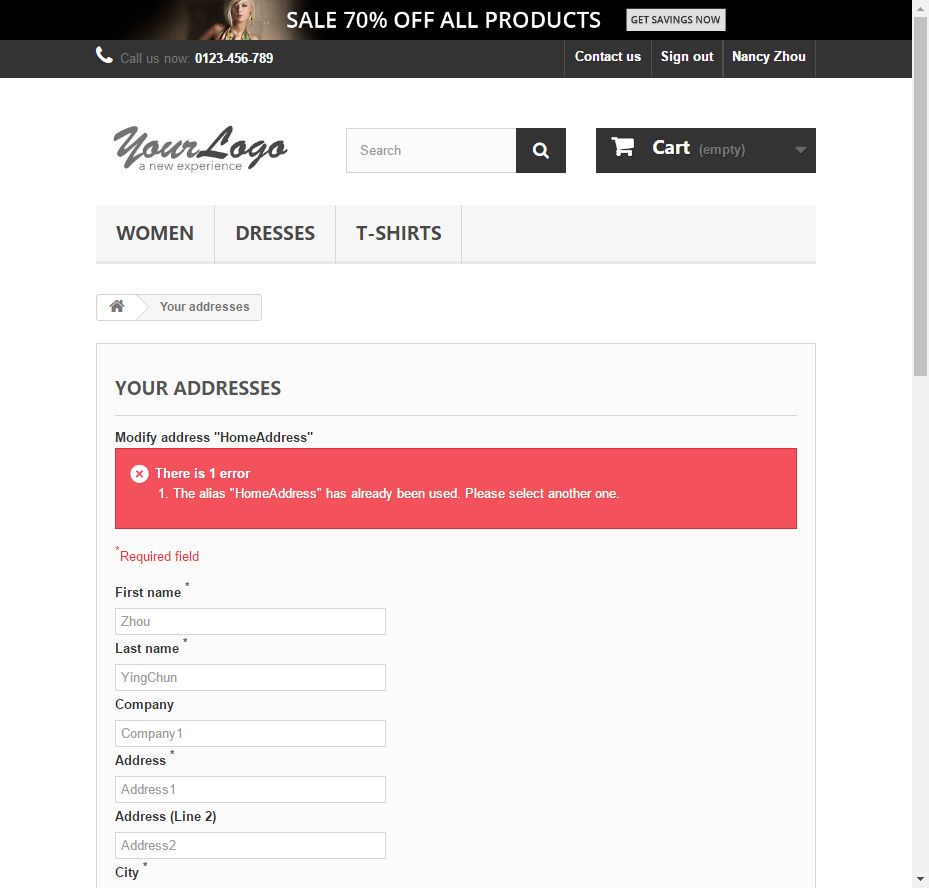 SALE 70% OFF ALL PRODUCTS GET SAVINGS NOW
Call us now: 0123-456-789 Contact us Sign out Nancy Zhou
YourLogo
a new experience
Search
Cart (empty)
WOMEN DRESSES T-SHIRTS
Your addresses
YOUR ADDRESSES
Modify address "HomeAddress"
There is 1 error
1. The alias "HomeAddress" has already been used. Please select another one.
*Required field
First name *
Zhou
Last name *
YingChun
Company
Company1
Address *
Address1
Address (Line 2)
Address2
City *